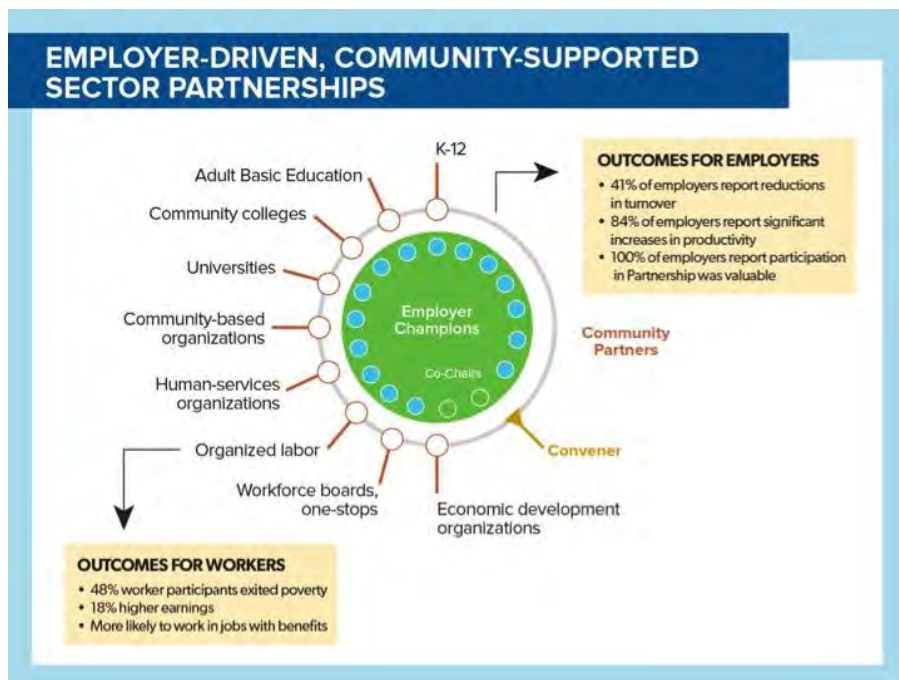 EMPLOYER-DRIVEN, COMMUNITY-SUPPORTED
SECTOR PARTNERSHIPS
K-12
Adult Basic Education
Community colleges
Universities
Community-based
organizations
Human-services
organizations
Organized labor
Workforce boards,
one-stops
Economic development
organizations
Employer
Champions
Co-Chairs
Community
Partners
Convener
OUTCOMES FOR EMPLOYERS
• 41% of employers report reductions
in turnover
• 84% of employers report significant
increases in productivity
• 100% of employers report participation
in Partnership was valuable
OUTCOMES FOR WORKERS
• 48% worker participants exited poverty
• 18% higher earnings
• More likely to work in jobs with benefits